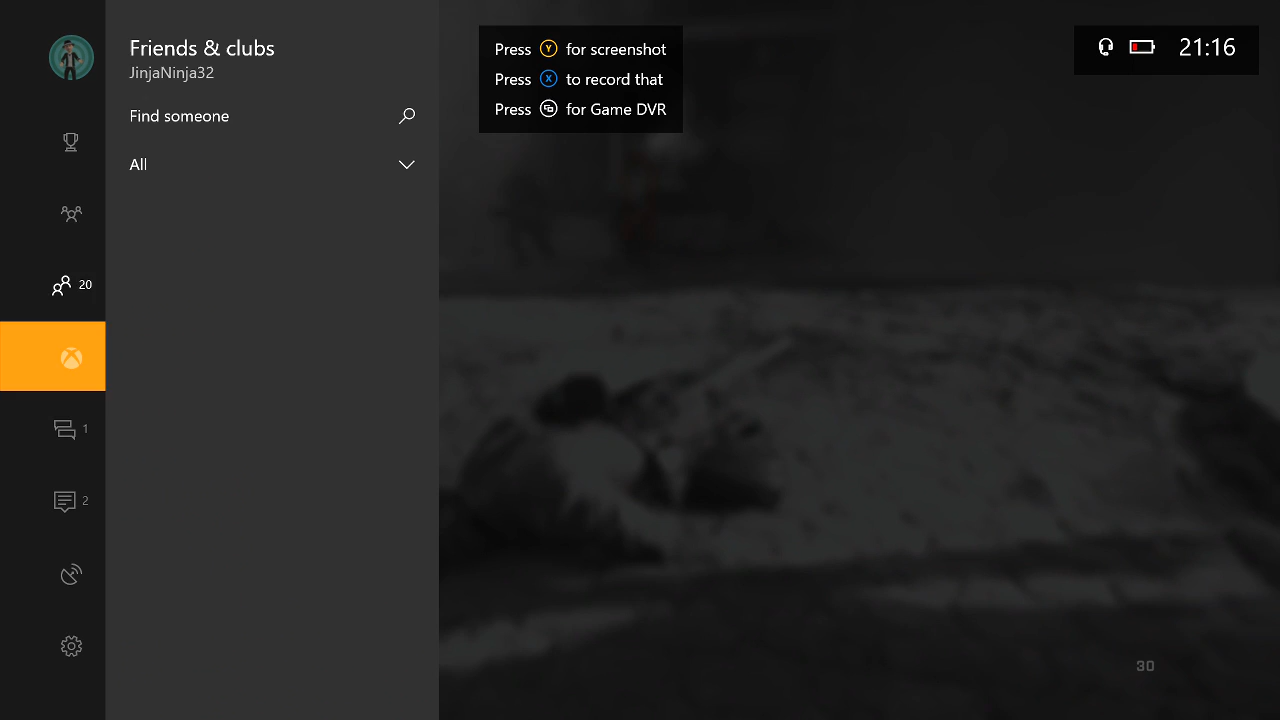 Friends & clubs
JinjaNinja32
Find someone
All
20
1
2
Press Y for screenshot
Press X to record that
Press for Game DVR
21:16
30